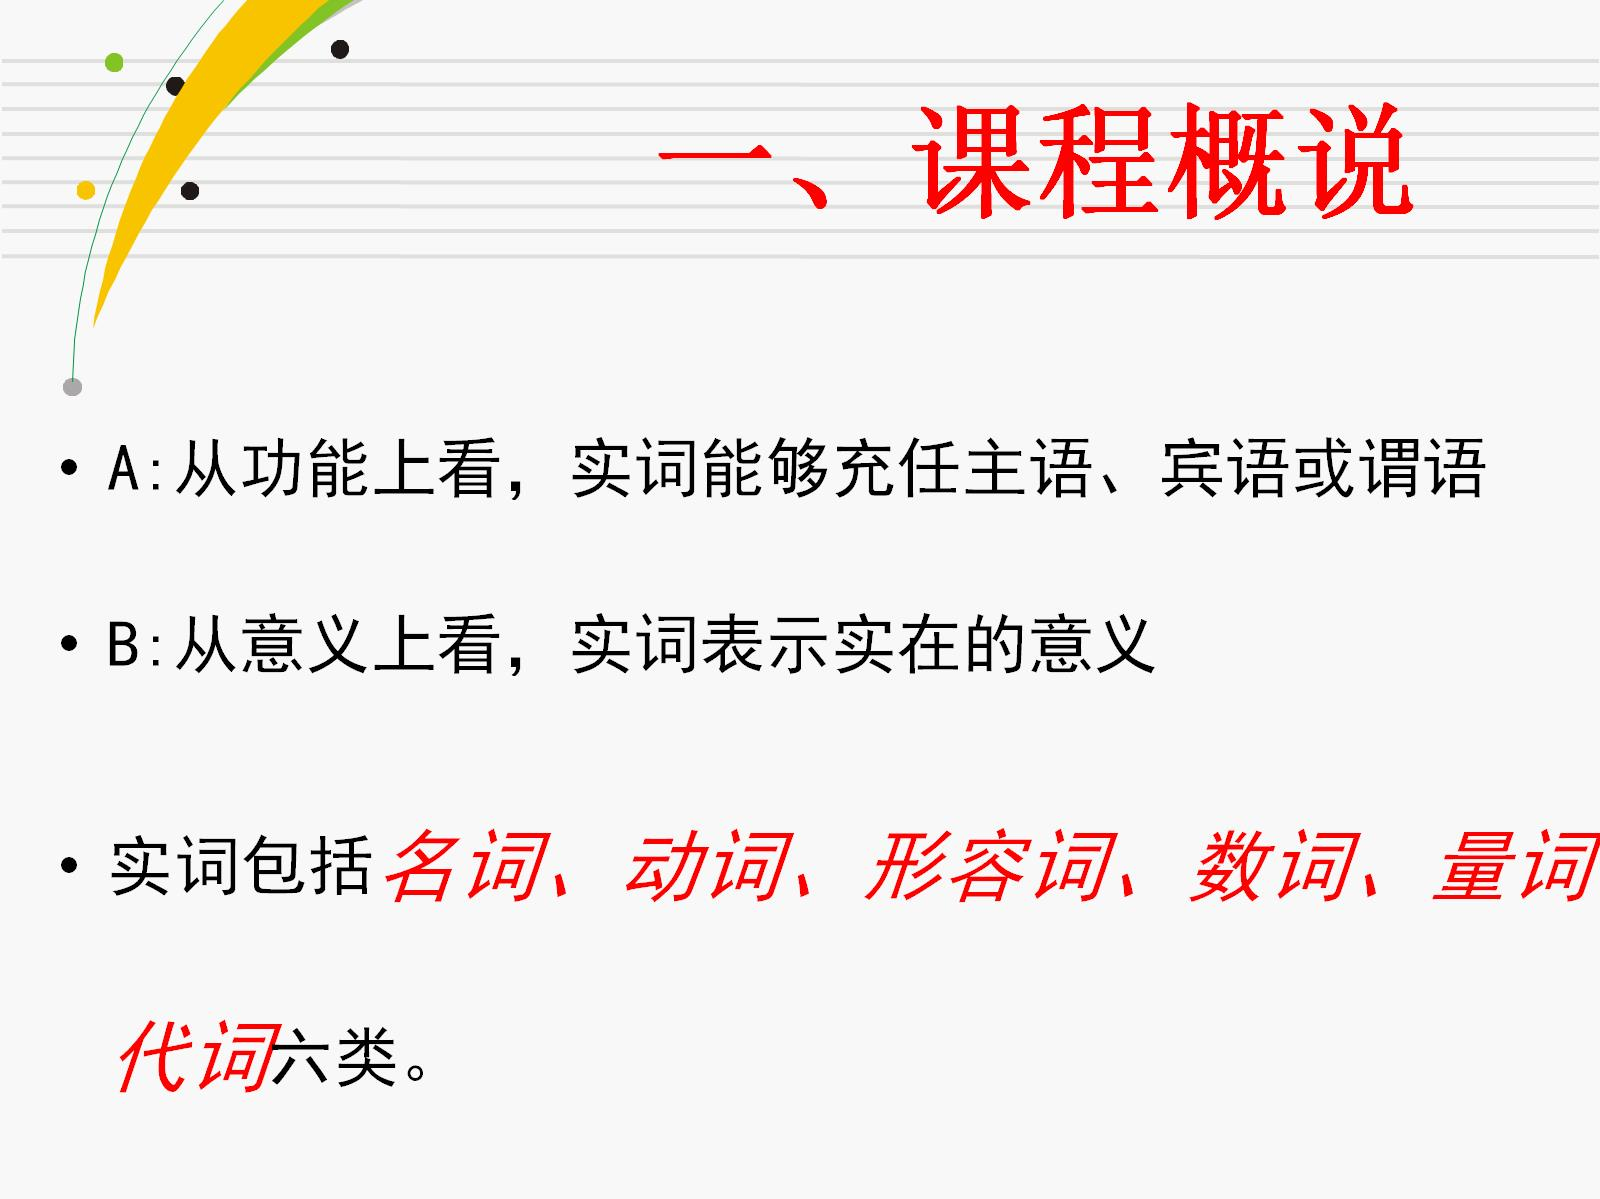 一、课程概说
• A:从功能上看，实词能够充任主语、宾语或谓语
• B:从意义上看，实词表示实在的意义
• 实词包括名词、动词、形容词、数词、量词
代词六类。